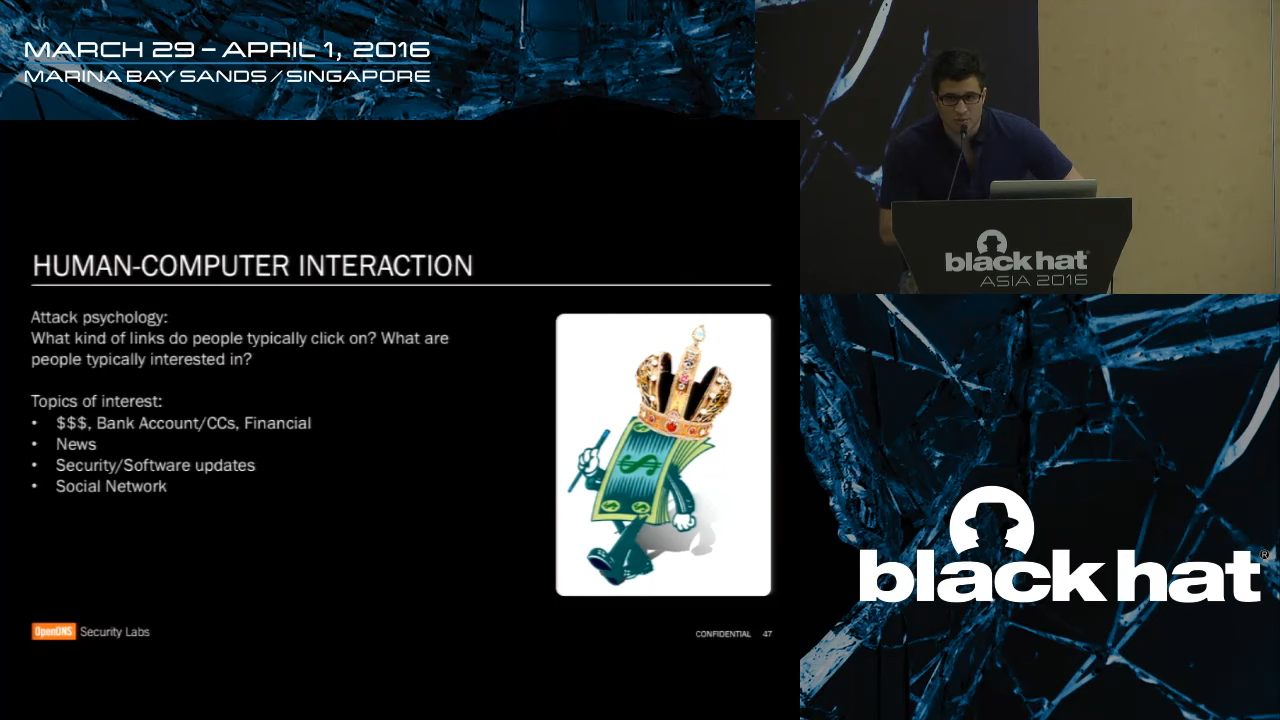 MARCH 29 – APRIL 1, 2016
MARINA BAY SANDS / SINGAPORE
HUMAN-COMPUTER INTERACTION
Attack psychology:
What kind of links do people typically click on? What are
people typically interested in?
Topics of interest:
• $$$, Bank Account/CCs, Financial
• News
• Security/Software updates
• Social Network
OpenDNS Security Labs
CONFIDENTIAL 47
black hat
ASIA 2016
black hat®